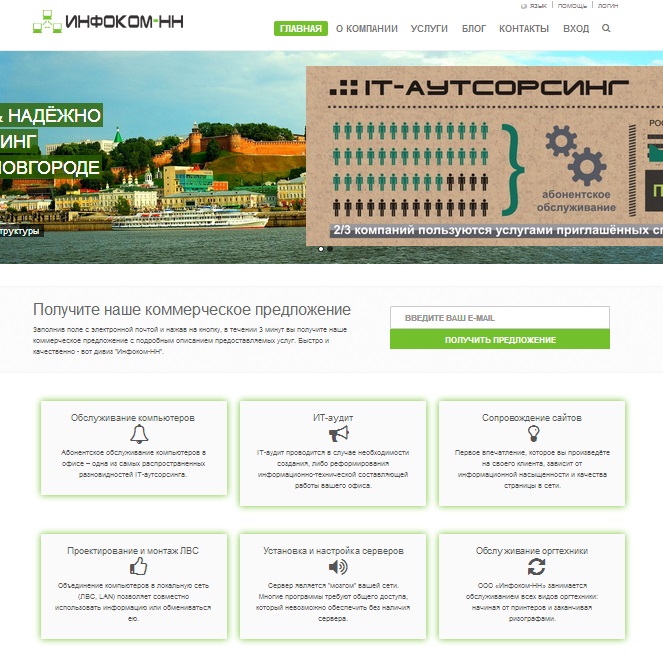 ЯЗЫК
ПОМОЩЬ
ЛОГИН
ИНФОКОМ-НН
ГЛАВНАЯ
О КОМПАНИИ
УСЛУГИ
БЛОГ
КОНТАКТЫ
ВХОД
& НАДЁЖНО
ИНГ
НОВГОРОДЕ
труктуры
IT-АУТСОРСИНГ
РОС
абонентское
обслуживание
П
2/3 компаний пользуются услугами приглашённых сп
Получите наше коммерческое предложение
Заполнив поле с электронной почтой и нажав на кнопку, в течении 3 минут вы получите наше
коммерческое предложение с подробным описанием предоставляемых услуг. Быстро и
качественно - вот дивиз "Инфоком-НН".
ВВЕДИТЕ ВАШ E-MAIL
ПОЛУЧИТЬ ПРЕДЛОЖЕНИЕ
Обслуживание компьютеров
Абонентское обслуживание компьютеров в
офисе – одна из самых распространенных
разновидностей IT-аутсорсинга.
ИТ-аудит
IT-аудит проводится в случае необходимости
создания, либо реформирования
информационно-технической составляющей
работы вашего офиса.
Сопровождение сайтов
Первое впечатление, которое вы произведёте
на своего клиента, зависит от
информационной насыщенности и качества
страницы в сети.
Проектирование и монтаж ЛВС
Объединение компьютеров в локальную сеть
(ЛВС, LAN) позволяет совместно
использовать информацию или обмениваться
ею.
Установка и настройка серверов
Сервер является "мозгом" вашей сети.
Многие программы требуют общего доступа,
который невозможно обеспечить без наличия
сервера.
Обслуживание оргтехники
ООО «Инфоком-НН» занимается
обслуживанием всех видов оргтехники:
начиная от принтеров и заканчивая
ризографами.